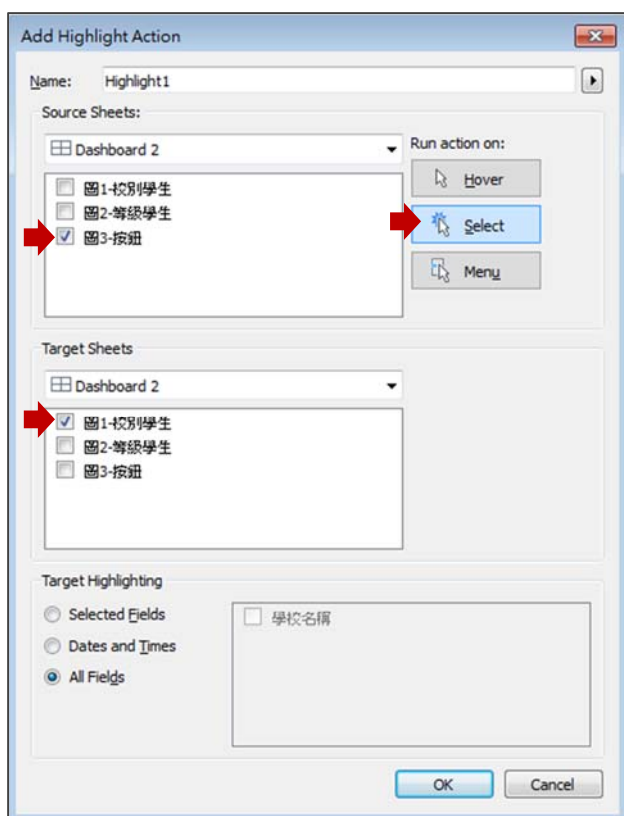 Add Highlight Action
Name: Highlight1
Source Sheets:
Dashboard 2
Run action on:
圖1-校別學生
圖2-等級學生
圖3-按鈕
Hover
Select
Menu
Target Sheets
Dashboard 2
圖1-校別學生
圖2-等級學生
圖3-按鈕
Target Highlighting
Selected Fields
Dates and Times
All Fields
學校名稱
OK Cancel